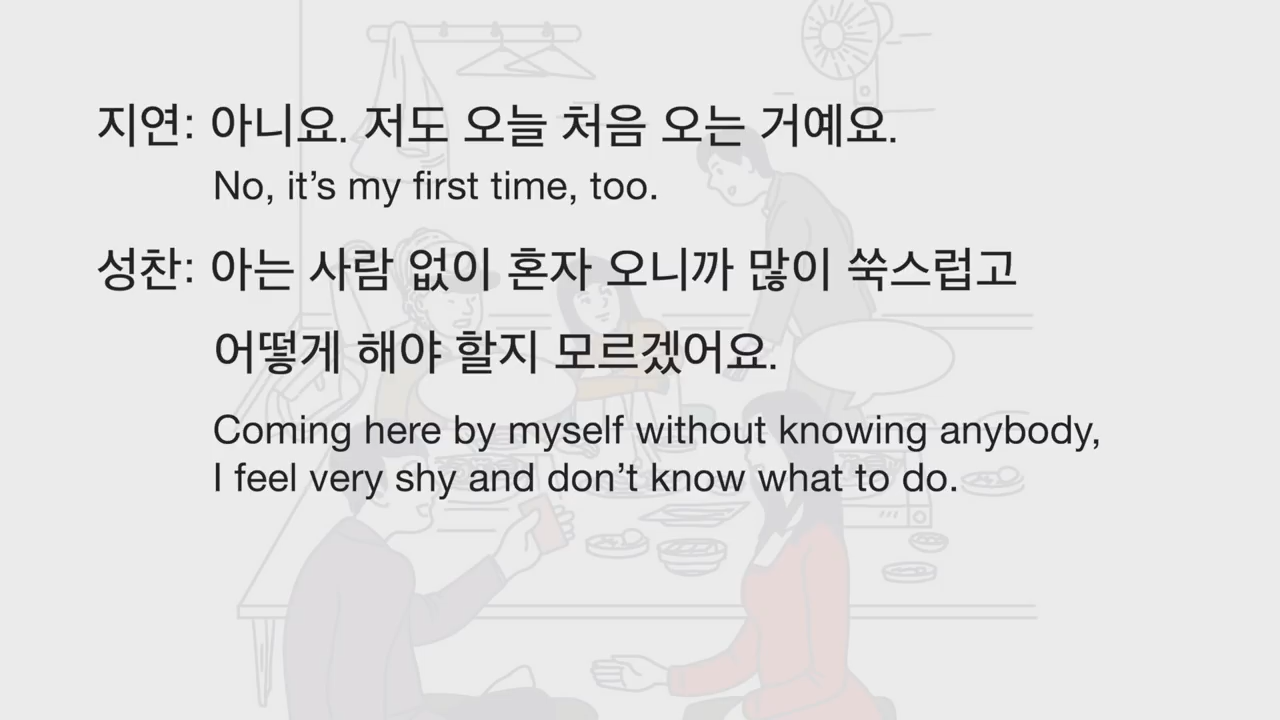 지연: 아니요. 저도 오늘 처음 오는 거예요.
No, it’s my first time, too.
성찬: 아는 사람 없이 혼자 오니까 많이 쑥스럽고
어떻게 해야 할지 모르겠어요.
Coming here by myself without knowing anybody,
I feel very shy and don’t know what to do.